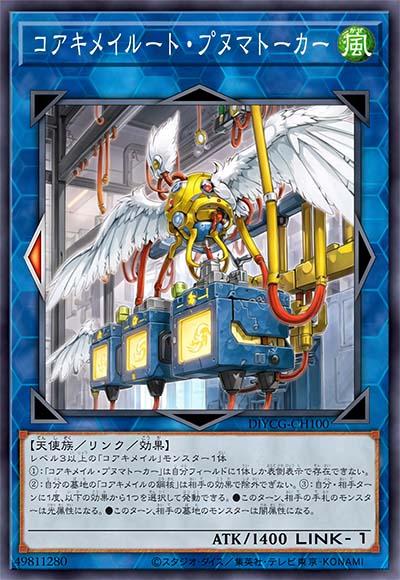 コアキメイルート・プヌマトーカー
風
DIYCG-CH100
【天使族／リンク／効果】
レベル3以上の「コアキメイル」モンスター1体
①:「コアキメイル・プヌマトーカー」は自分フィールドに1体しか表側表示で存在できない。
②:自分の墓地の「コアキメイルの鋼核」は相手の効果で除外できない。③:自分・相手ター
ンに1度、以下の効果から1つを選択して発動できる。●このターン、相手の手札のモンスター
は光属性になる。●このターン、相手の墓地のモンスターは闇属性になる。
ATK/1400 LINK-1
49811280
©スタジオ・ダイス／集英社・テレビ東京・KONAMI